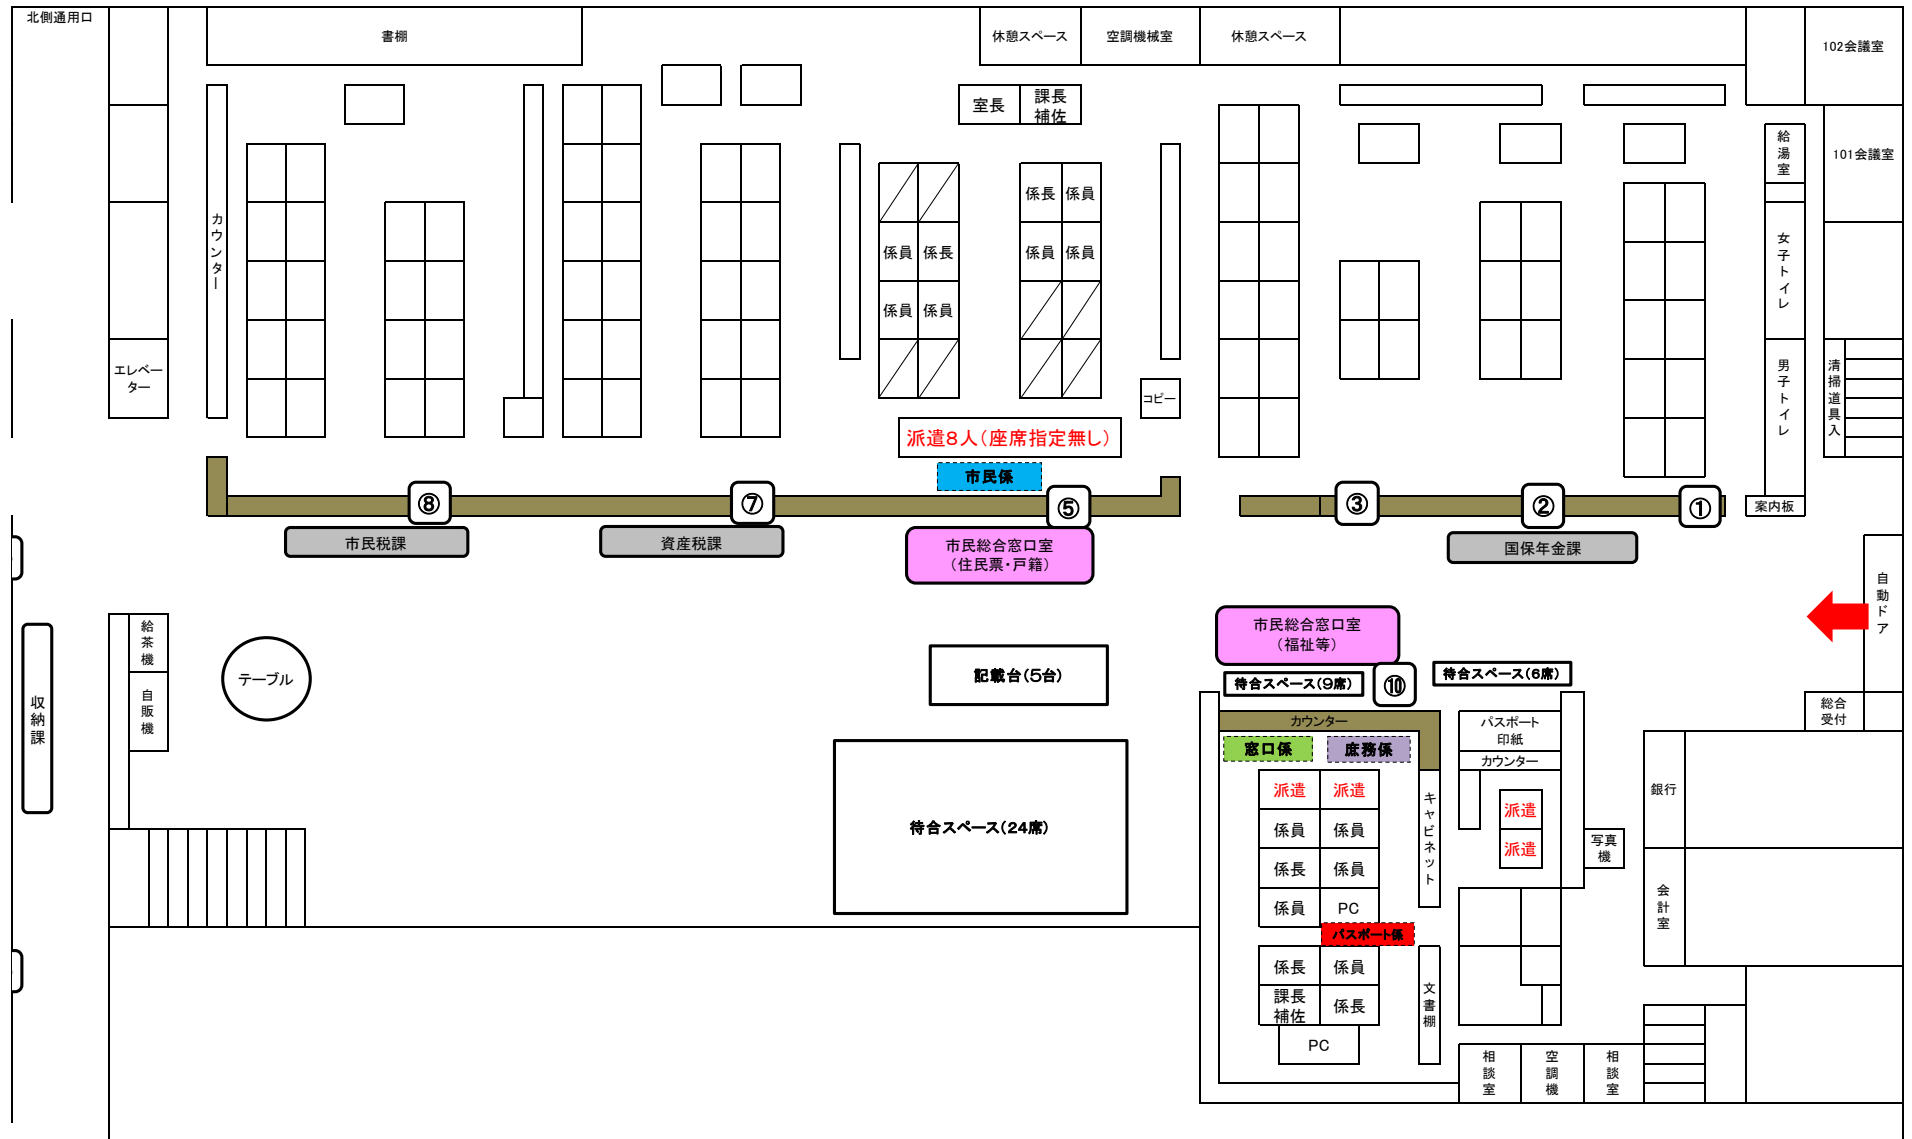 北側通用口
書棚
休憩スペース
空調機械室
休憩スペース
102会議室
室長
課長
補佐
給湯室
101会議室
カウンター
係長
係員
係員
係長
係員
係員
係員
係員
女子トイレ
エレベー
ター
コピー
男子トイレ
清掃道具入
派遣8人(座席指定無し)
市民係
⑧
⑦
⑤
③
②
①
案内板
市民税課
資産税課
市民総合窓口室
(住民票・戸籍)
国保年金課
自動ドア
給茶機
市民総合窓口室
(福祉等)
収納課
テーブル
記載台(5台)
待合スペース(9席)
⑩
待合スペース(6席)
自販機
総合
受付
カウンター
パスポート
印紙
窓口係
庶務係
カウンター
派遣
派遣
キャビネット
派遣
銀行
待合スペース(24席)
係員
係員
派遣
写真
機
係長
係員
係員
PC
会計室
パスポート係
係長
係員
課長
補佐
係長
文書棚
PC
相談室
空調機
相談室